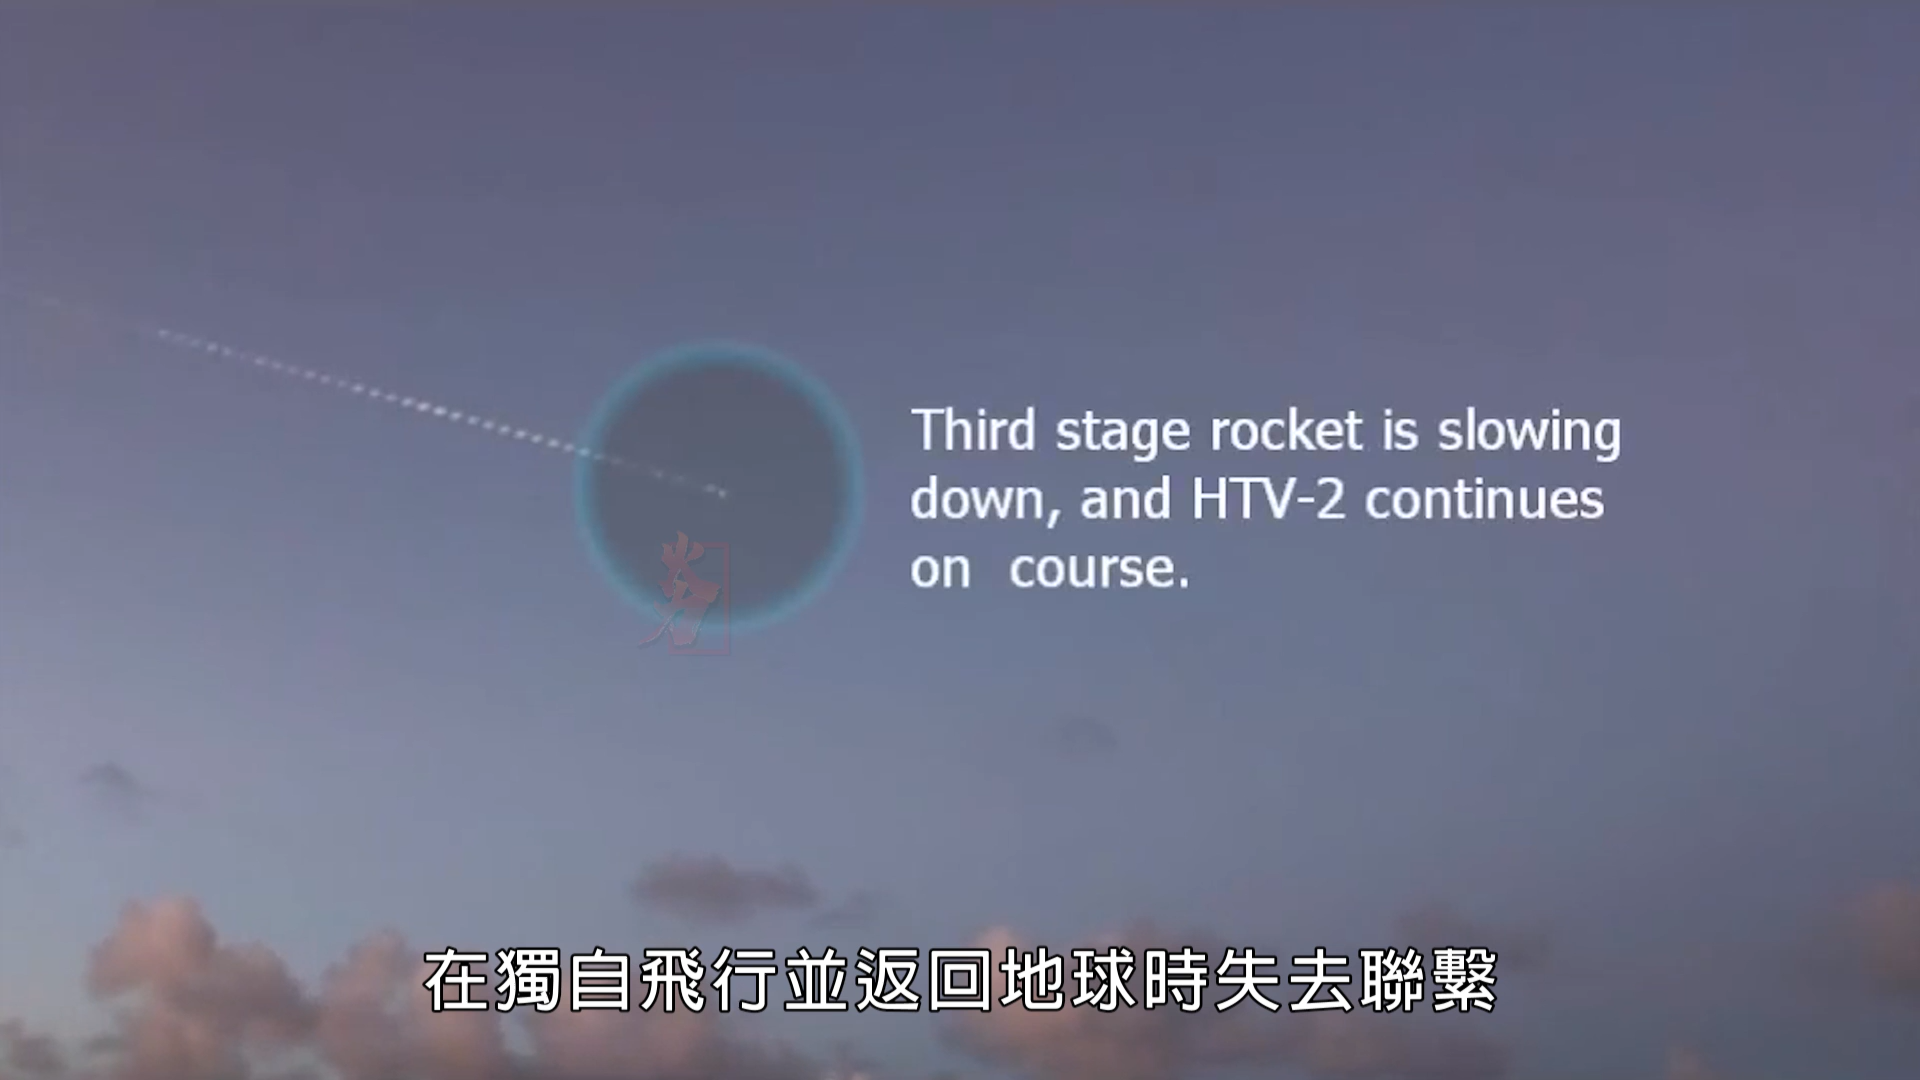 Third stage rocket is slowing
down, and HTV-2 continues
on course.
在獨自飛行並返回地球時失去聯繫